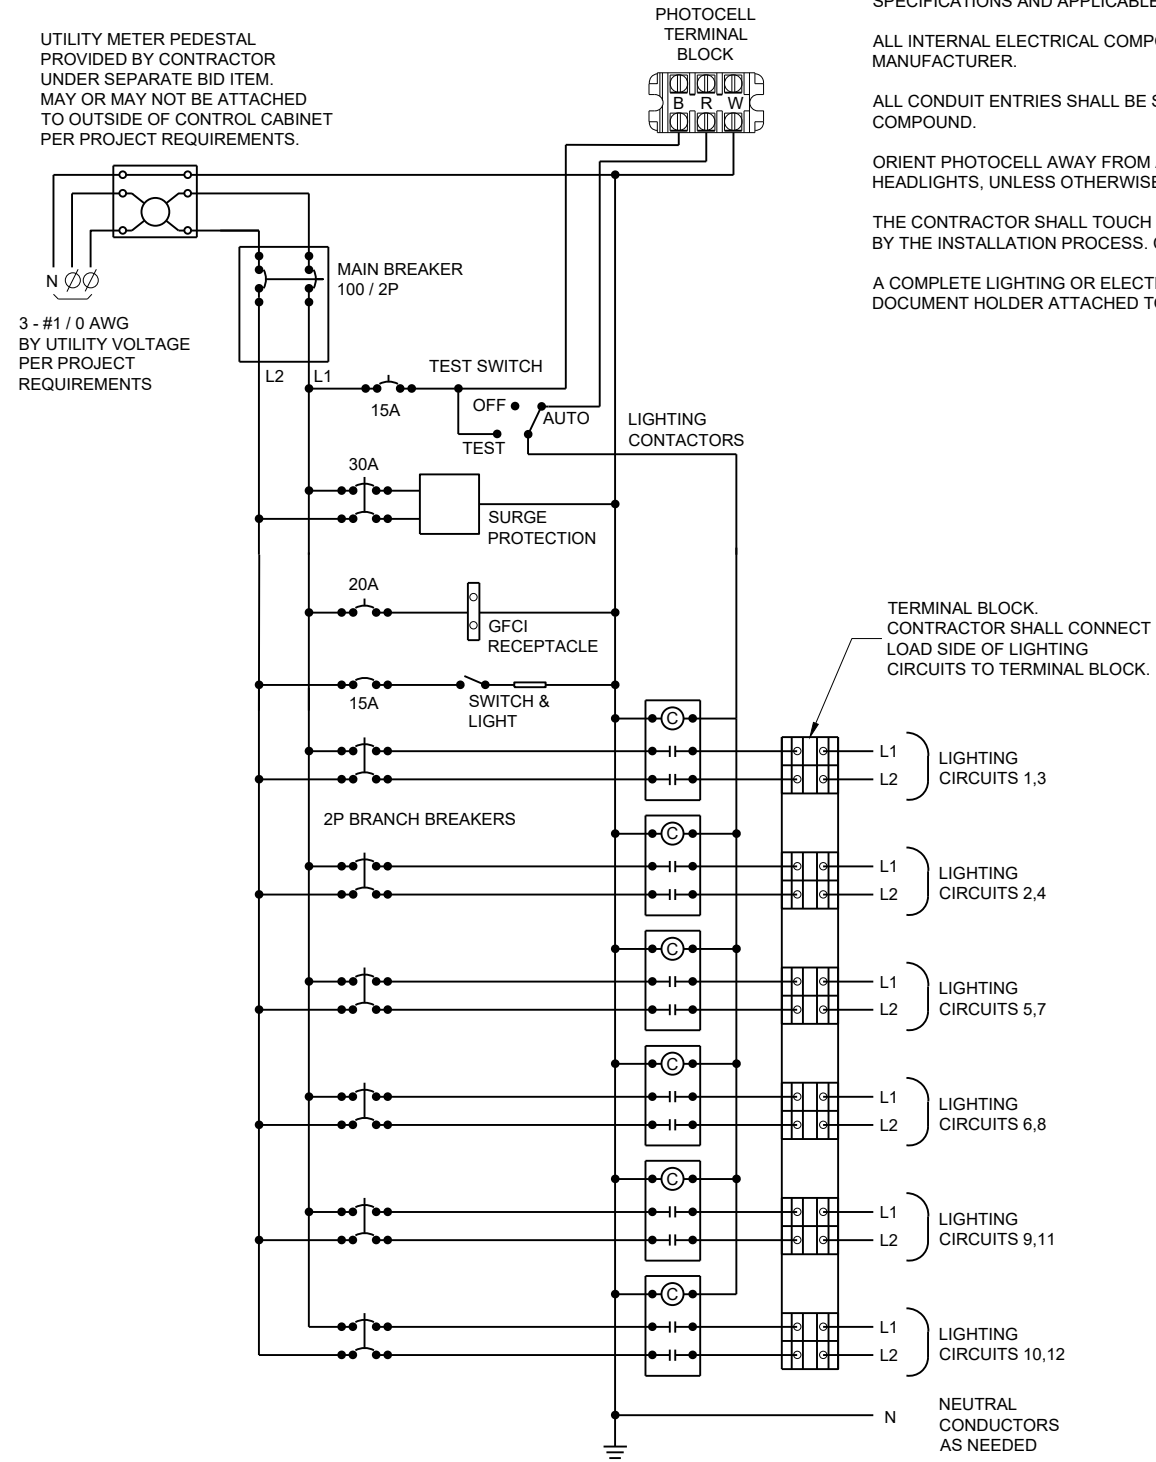 SPECIFICATIONS AND APPLICABLE
PHOTOCELL
TERMINAL
BLOCK
UTILITY METER PEDESTAL
PROVIDED BY CONTRACTOR
UNDER SEPARATE BID ITEM.
MAY OR MAY NOT BE ATTACHED
TO OUTSIDE OF CONTROL CABINET
PER PROJECT REQUIREMENTS.
ALL INTERNAL ELECTRICAL
MANUFACTURER.
ALL CONDUIT ENTRIES SHALL BE
COMPOUND.
ORIENT PHOTOCELL AWAY FROM
HEADLIGHTS, UNLESS OTHERWISE
THE CONTRACTOR SHALL TOUCH
BY THE INSTALLATION PROCESS.
A COMPLETE LIGHTING OR
DOCUMENT HOLDER ATTACHED
B R W
N
3 - #1 / 0 AWG
BY UTILITY VOLTAGE
PER PROJECT
REQUIREMENTS
MAIN BREAKER
100 / 2P
L2 L1
15A
TEST SWITCH
OFF
AUTO
TEST
LIGHTING
CONTACTORS
30A
SURGE
PROTECTION
20A
GFCI
RECEPTACLE
15A
SWITCH &
LIGHT
TERMINAL BLOCK.
CONTRACTOR SHALL CONNECT
LOAD SIDE OF LIGHTING
CIRCUITS TO TERMINAL BLOCK.
C
L1
L2
LIGHTING
CIRCUITS 1,3
2P BRANCH BREAKERS
C
L1
L2
LIGHTING
CIRCUITS 2,4
C
L1
L2
LIGHTING
CIRCUITS 5,7
C
L1
L2
LIGHTING
CIRCUITS 6,8
C
L1
L2
LIGHTING
CIRCUITS 9,11
C
L1
L2
LIGHTING
CIRCUITS 10,12
N
NEUTRAL
CONDUCTORS
AS NEEDED